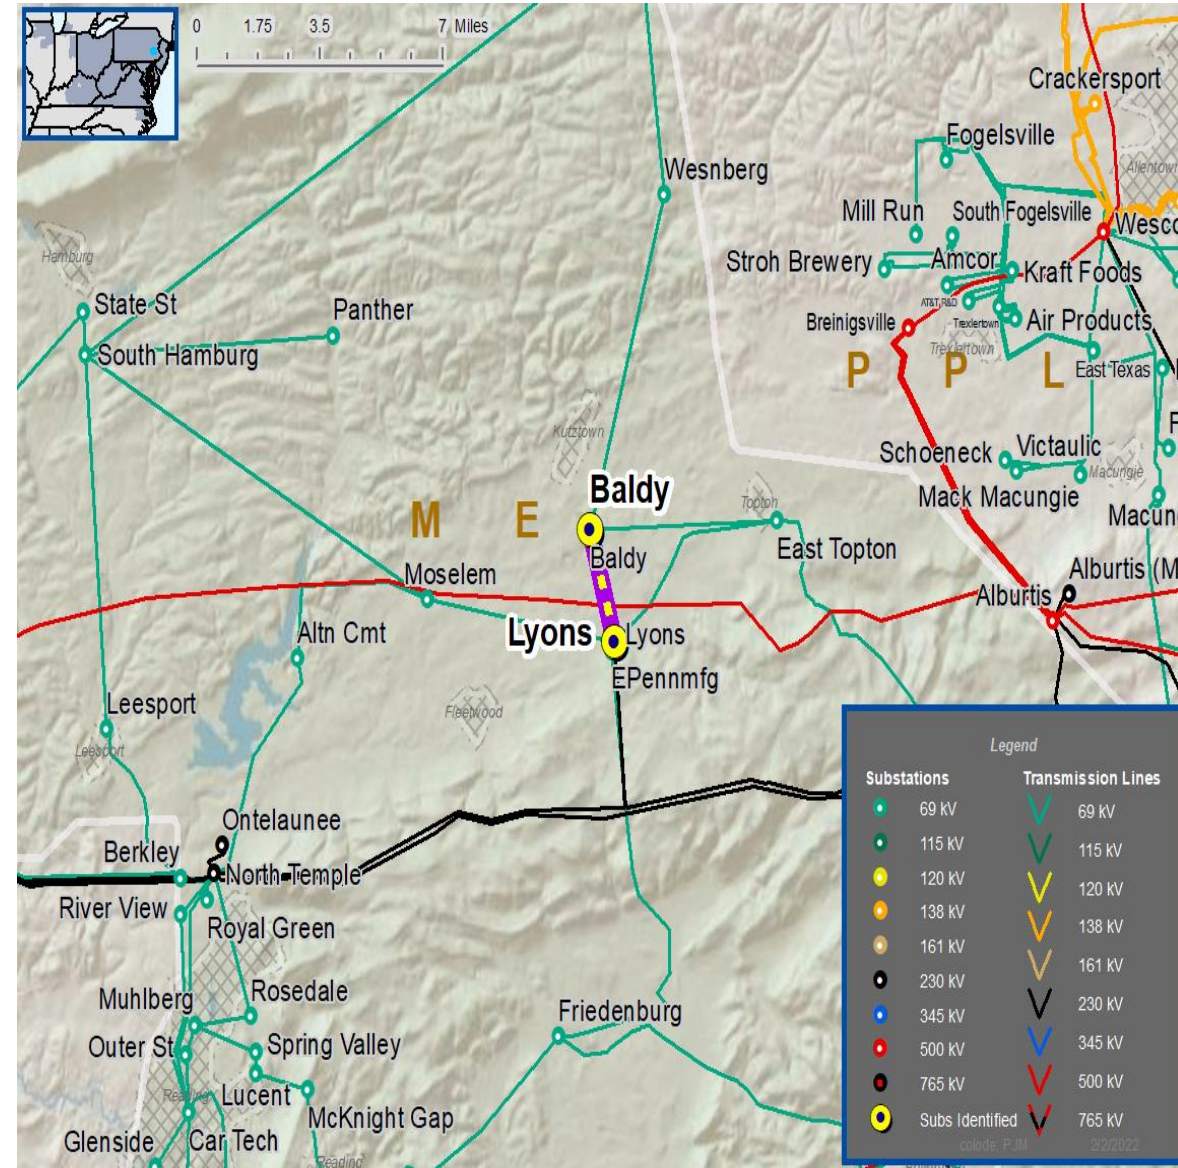 0 1.75 3.5 7 Miles
Crackersport
Fogelsville
Allentown
Wesnberg
Mill Run
South Fogelsville
Wesco
Hamburg
Stroh Brewery
Amcor
Kraft Foods
State St
Panther
AT&T R&D
Breinigsville
Trexlertown
Air Products
South Hamburg
Trexlertown
P P L
East Texas
Kutztown
Schoeneck
Victaulic
Macungie
Baldy
Mack Macungie
Topton
Macun
M E
Baldy
East Topton
Moselem
Alburtis (M
Alburtis
Altn Cmt
Lyons
Lyons
EPennmfg
Leesport
Fleetwood
Leesport
Legend
Substations Transmission Lines
69 kV 69 kV
115 kV 115 kV
120 kV 120 kV
138 kV 138 kV
161 kV 161 kV
230 kV 230 kV
345 kV 345 kV
500 kV 500 kV
765 kV
Subs Identified 765 kV
2/2/2022
Ontelaunee
Berkley
North Temple
River View
Royal Green
Muhlberg
Rosedale
Friedenburg
Outer St
Spring Valley
Reading
Lucent
McKnight Gap
Glenside
Car Tech
Reading